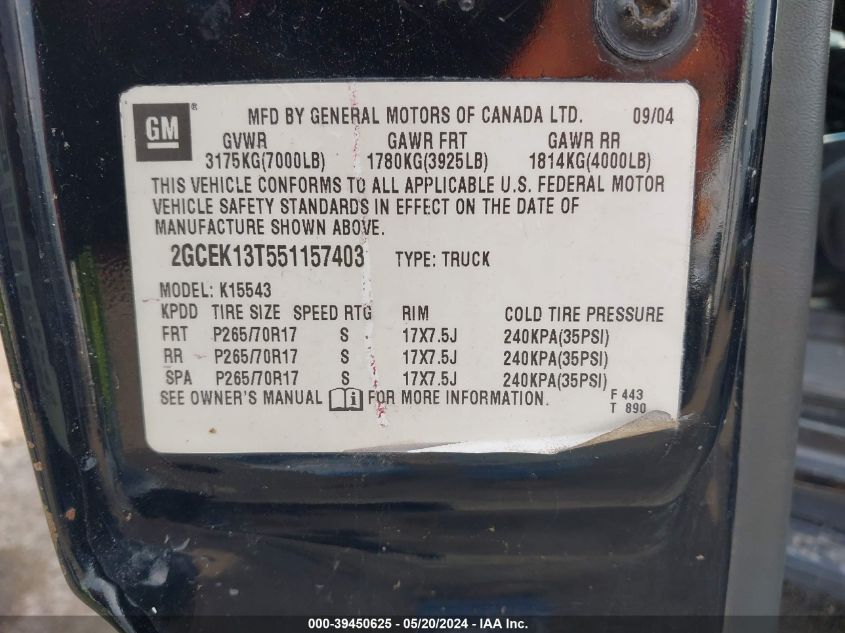 GM ® MFD BY GENERAL MOTORS OF CANADA LTD. 09/04
GVWR GAWR FRT GAWR RR
3175KG(7000LB) 1780KG(3925LB) 1814KG(4000LB)
THIS VEHICLE CONFORMS TO ALL APPLICABLE U.S. FEDERAL MOTOR
VEHICLE SAFETY STANDARDS IN EFFECT ON THE DATE OF
MANUFACTURE SHOWN ABOVE.
2GCEK13T551157403 TYPE: TRUCK
MODEL: K15543
KPDD TIRE SIZE SPEED RTG RIM COLD TIRE PRESSURE
FRT P265/70R17 S 17X7.5J 240KPA(35PSI)
RR P265/70R17 S 17X7.5J 240KPA(35PSI)
SPA P265/70R17 S 17X7.5J 240KPA(35PSI)
SEE OWNER'S MANUAL i FOR MORE INFORMATION. F 443
T 890
000-39450625 - 05/20/2024 - IAAI Inc.